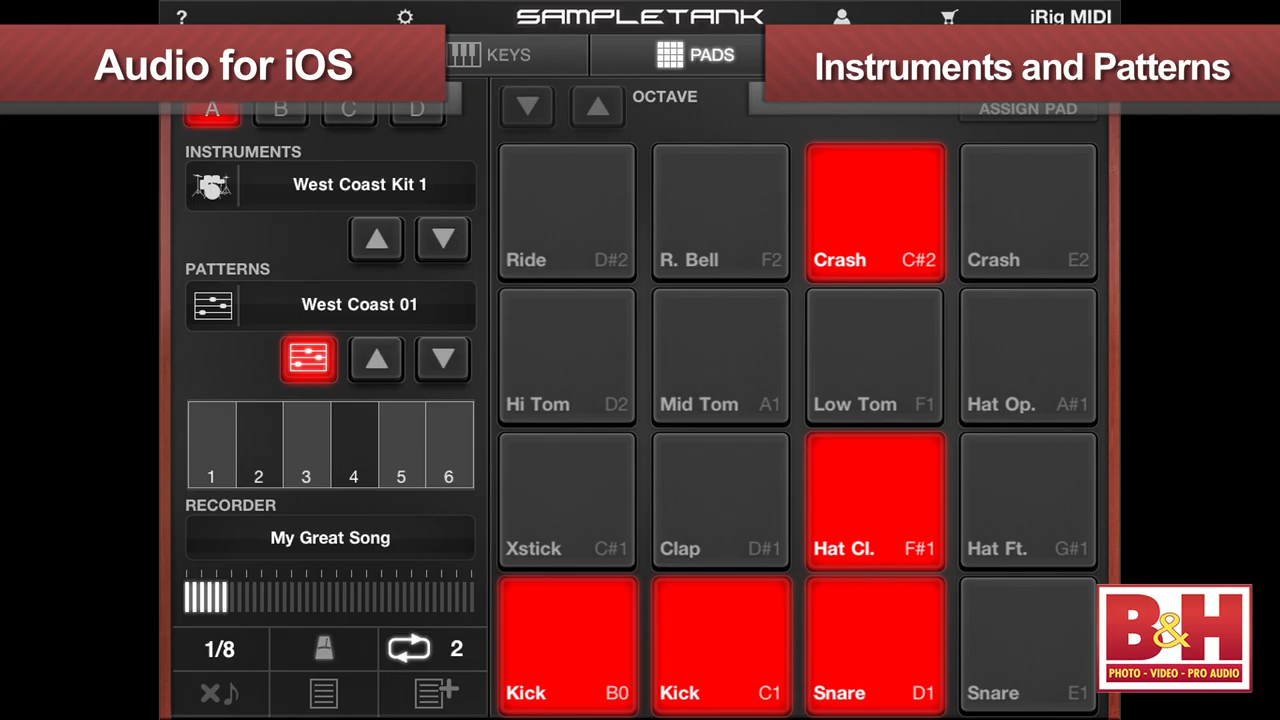 ?
SAMPLETANK
iRig MIDI
Audio for iOS
KEYS
PADS
Instruments and Patterns
A B C D
OCTAVE
ASSIGN PAD
INSTRUMENTS
West Coast Kit 1
PATTERNS
West Coast 01
1 2 3 4 5 6
RECORDER
My Great Song
1/8
2
Ride D#2
R. Bell F2
Crash C#2
Crash E2
Hi Tom D2
Mid Tom A1
Low Tom F1
Hat Op. A#1
Xstick C#1
Clap D#1
Hat Cl. F#1
Hat Ft. G#1
Kick B0
Kick C1
Snare D1
Snare E1
B&H
PHOTO - VIDEO - PRO AUDIO